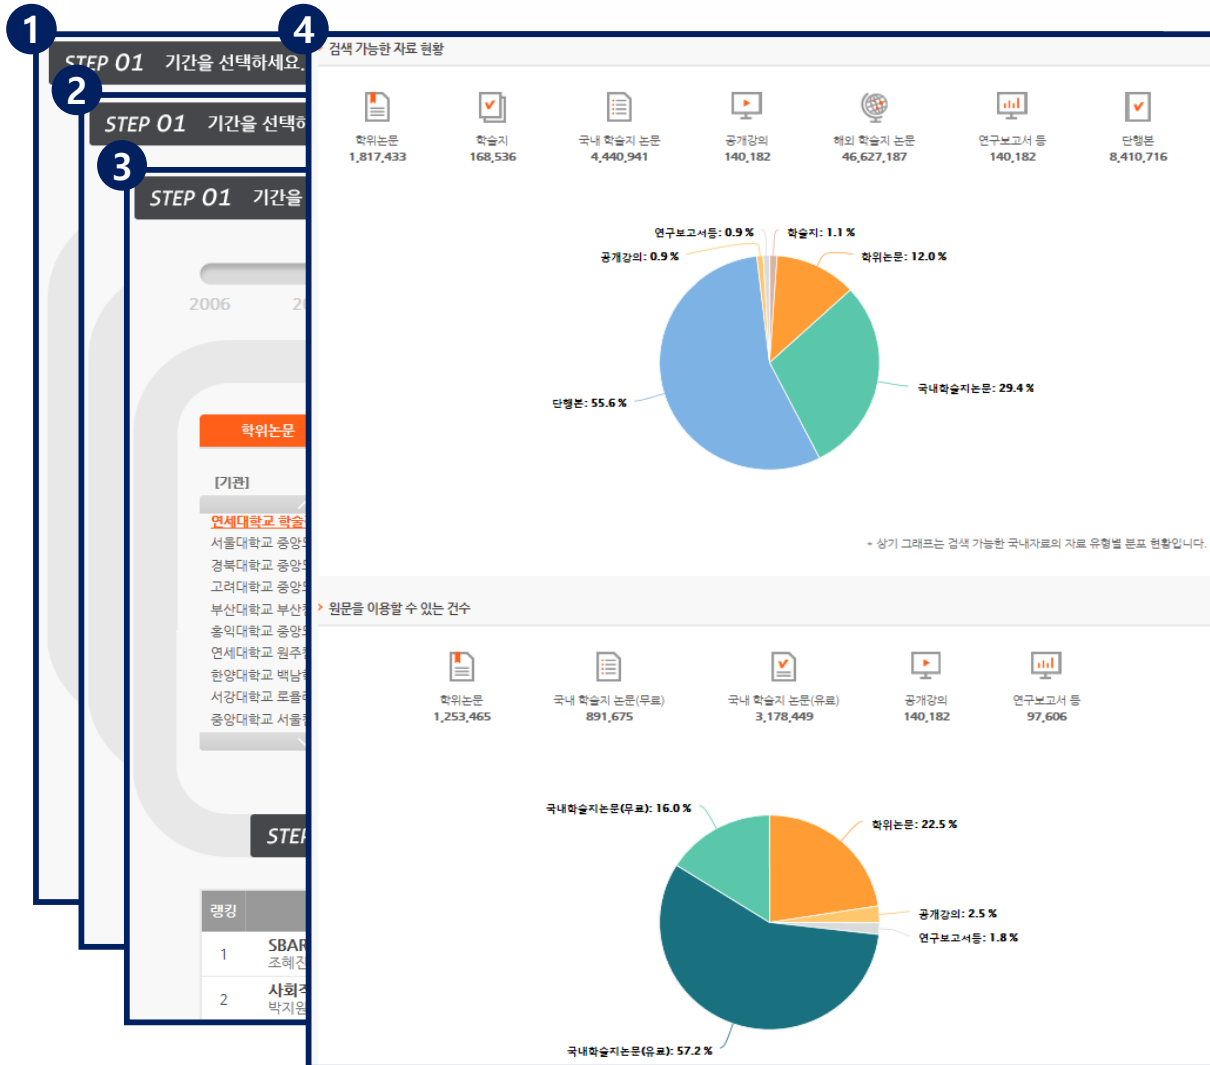 1
STEP 01 기간을 선택하세요.
2
STEP 01 기간을 선택
3
STEP 01 기간을
2006
학위논문
[기관]
연세대학교 학술
서울대학교 중앙
경북대학교 중앙
고려대학교 중앙
부산대학교 부산
홍익대학교 중앙
연세대학교 원주
한양대학교 백남
서강대학교 로욜라
중앙대학교 서울
STEP
랭킹
1 SBAR
조혜진
2 사회적
박지원
4
검색 가능한 자료 현황
학위논문 학술지 국내 학술지 논문 공개강의 해외 학술지 논문 연구보고서 등 단행본
1,817,433 168,536 4,440,941 140,182 46,627,187 140,182 8,410,716
연구보고서등: 0.9 % 학술지: 1.1 %
공개강의: 0.9 % 학위논문: 12.0 %
국내학술지논문: 29.4 %
단행본: 55.6 %
* 상기 그래프는 검색 가능한 국내자료의 자료 유형별 분포 현황입니다.
원문을 이용할 수 있는 건수
학위논문 국내 학술지 논문(무료) 국내 학술지 논문(유료) 공개강의 연구보고서 등
1,253,465 891,675 3,178,449 140,182 97,606
국내학술지논문(무료): 16.0 %
학위논문: 22.5 %
공개강의: 2.5 %
연구보고서등: 1.8 %
국내학술지논문(유료): 57.2 %